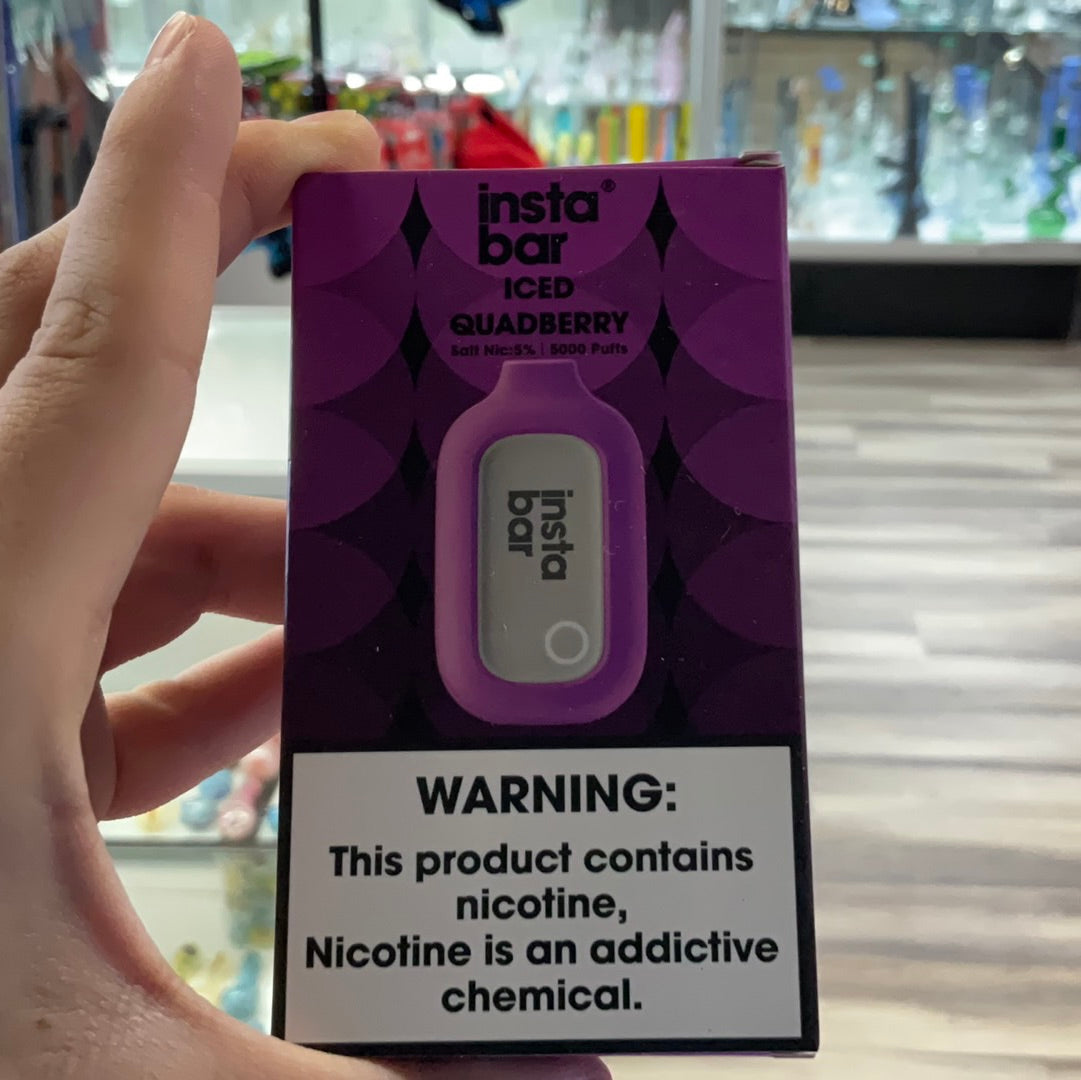 insta®
bar
ICED
QUADBERRY
Salt Nic:5% | 5000 Puffs
insta
bar
WARNING:
This product contains
nicotine,
Nicotine is an addictive
chemical.